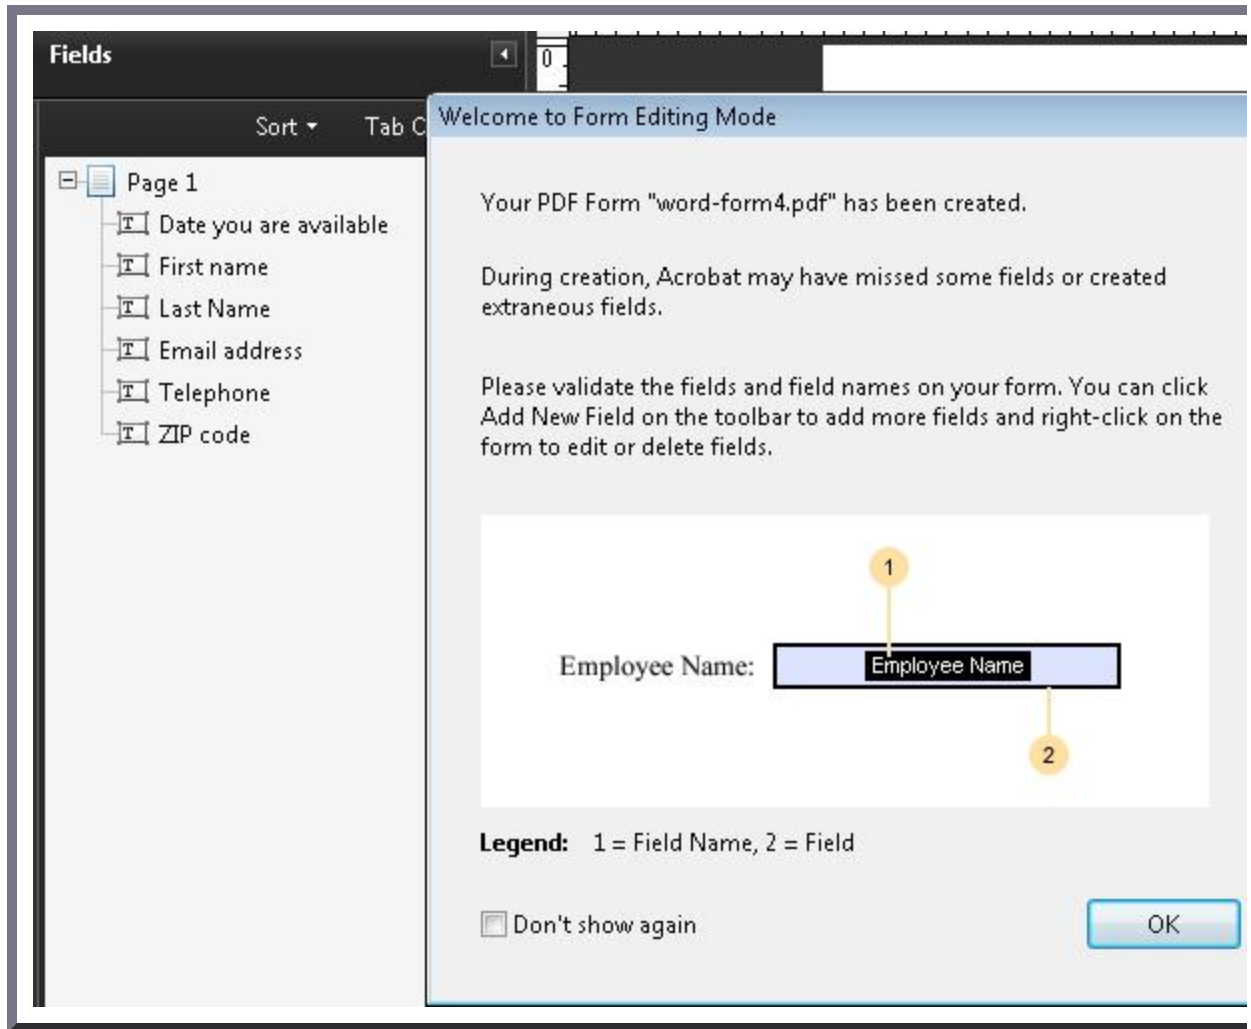 Fields
0
Sort Tab
Page 1
Date you are available
First name
Last Name
Email address
Telephone
ZIP code
Welcome to Form Editing Mode
Your PDF Form "word-form4.pdf" has been created.
During creation, Acrobat may have missed some fields or created
extraneous fields.
Please validate the fields and field names on your form. You can click
Add New Field on the toolbar to add more fields and right-click on the
form to edit or delete fields.
1
Employee Name: Employee Name
2
Legend: 1 = Field Name, 2 = Field
Don't show again
OK